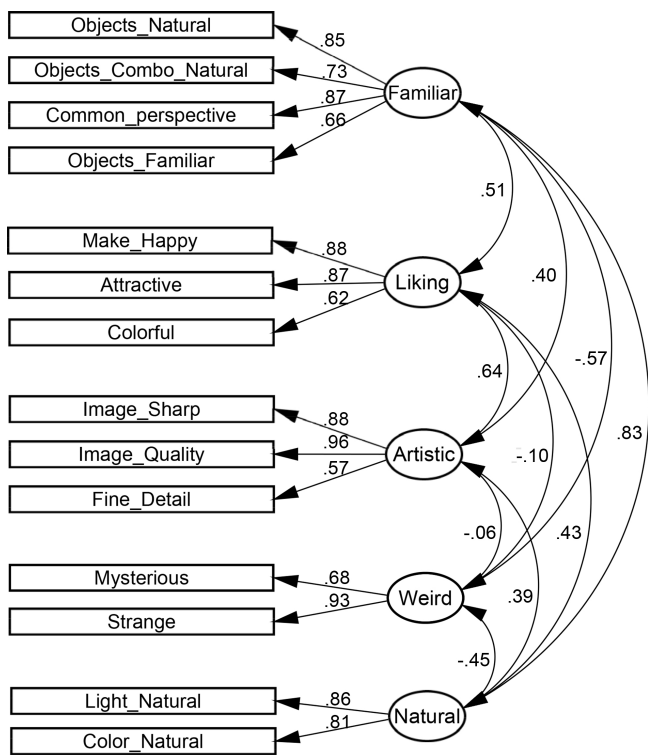 Objects_Natural
.85
Objects_Combo_Natural
.73
Familiar
.87
Common_perspective
.66
Objects_Familiar
.51
Make_Happy
.88
.40
Attractive
.87
Liking
.62
Colorful
-.57
.64
Image_Sharp
.88
.83
Image_Quality
.96
Artistic
-.10
.57
Fine_Detail
-.06
.43
Mysterious
.68
Weird
.39
.93
Strange
-.45
Light_Natural
.86
Natural
.81
Color_Natural